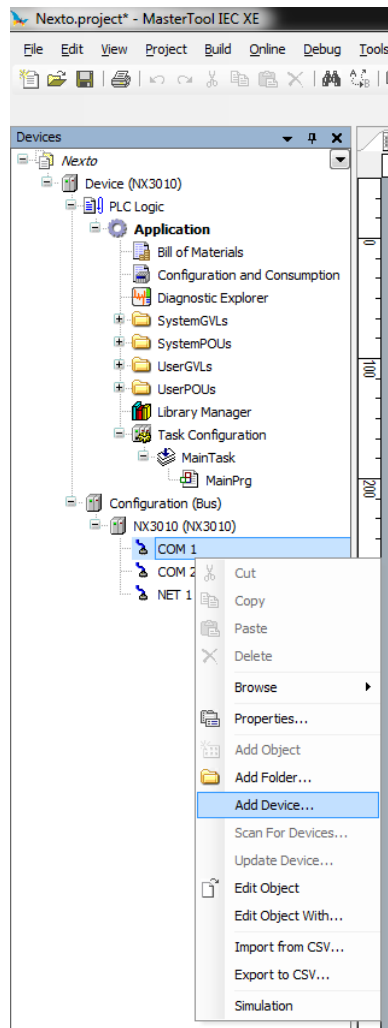 Nexto.project* - MasterTool IEC XE
File Edit View Project Build Online Debug Tools
Devices
Nexto
Device (NX3010)
PLC Logic
Application
Bill of Materials
Configuration and Consumption
Diagnostic Explorer
SystemGVLs
SystemPOUs
UserGVLs
UserPOUs
Library Manager
Task Configuration
MainTask
MainPrg
Configuration (Bus)
NX3010 (NX3010)
COM 1
COM 2
NET 1
Cut
Copy
Paste
Delete
Browse
Properties...
Add Object
Add Folder...
Add Device...
Scan For Devices...
Update Device...
Edit Object
Edit Object With...
Import from CSV...
Export to CSV...
Simulation
0
100
200